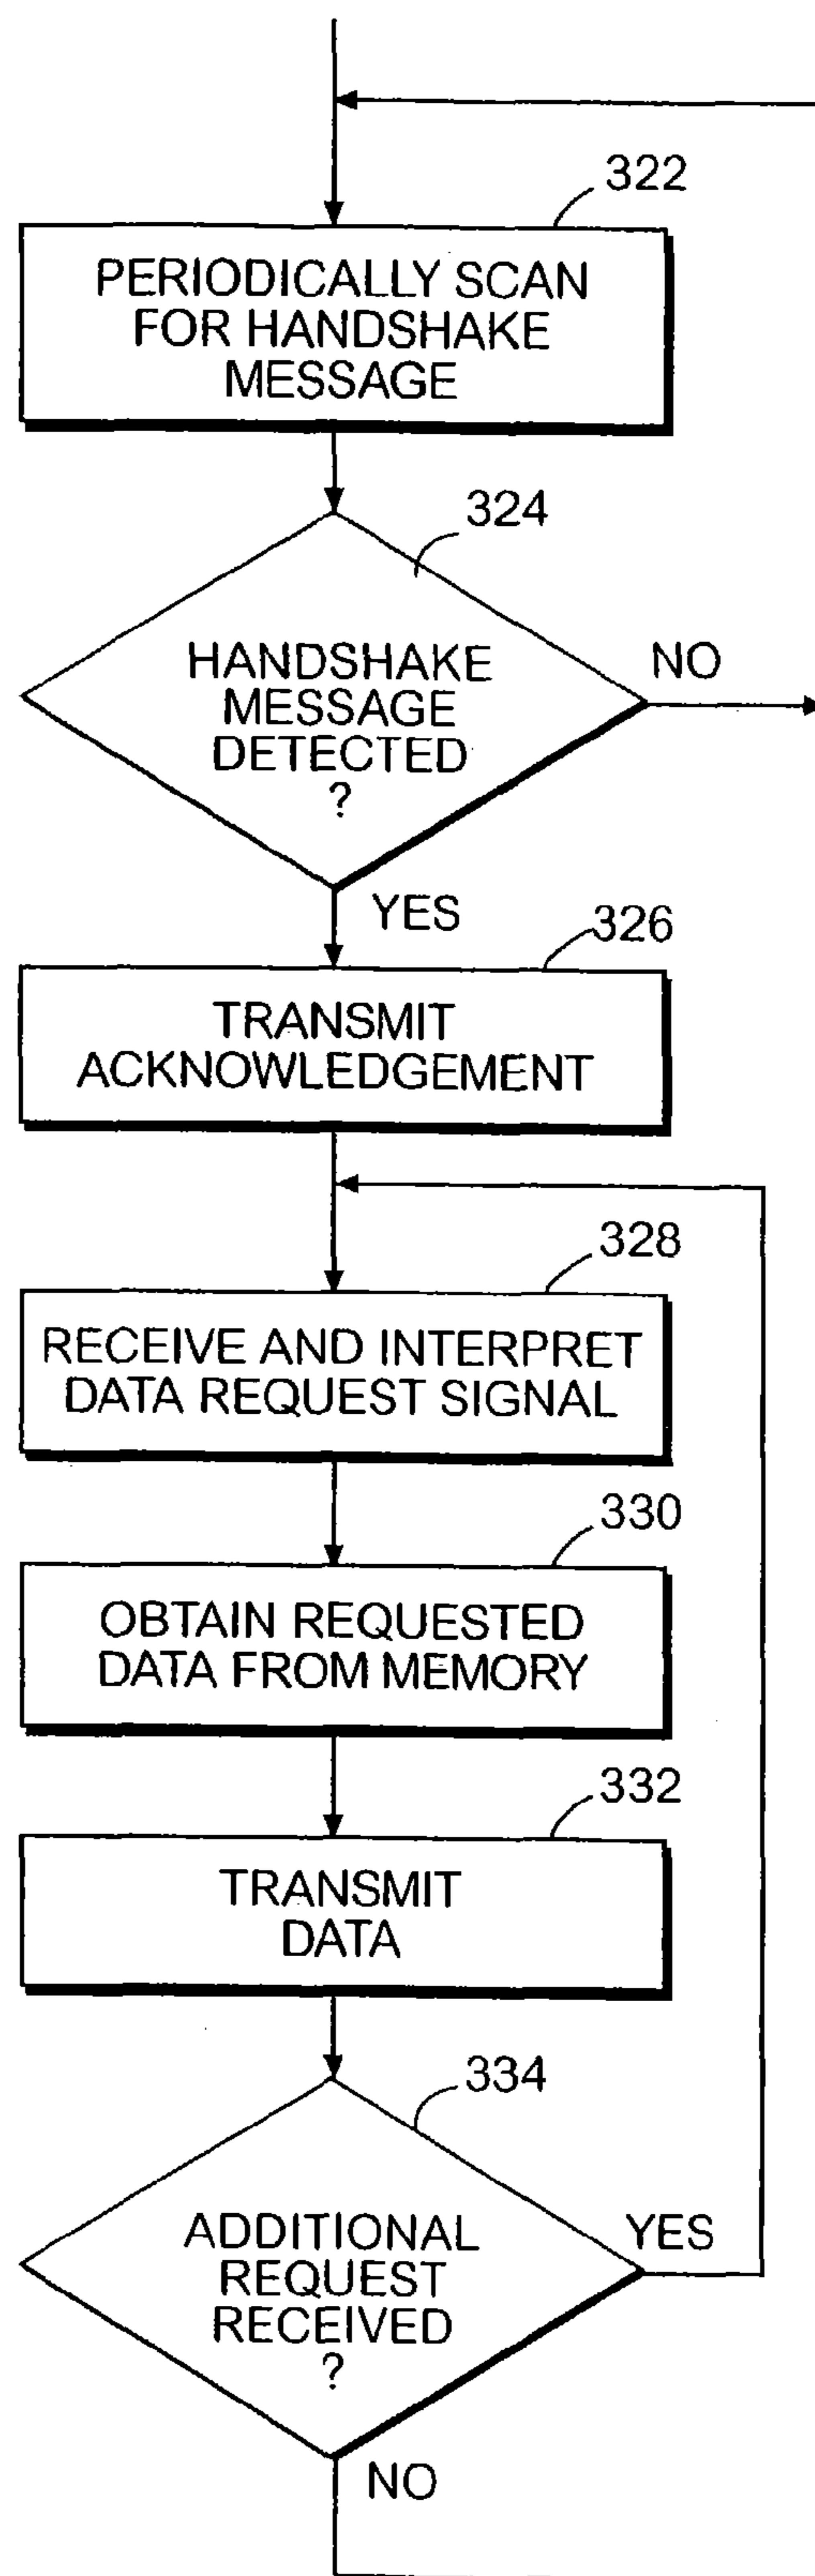 322
PERIODICALLY SCAN
FOR HANDSHAKE
MESSAGE
324
HANDSHAKE
MESSAGE
DETECTED
?
NO
YES
326
TRANSMIT
ACKNOWLEDGEMENT
328
RECEIVE AND INTERPRET
DATA REQUEST SIGNAL
330
OBTAIN REQUESTED
DATA FROM MEMORY
332
TRANSMIT
DATA
334
ADDITIONAL
REQUEST
RECEIVED
?
YES
NO